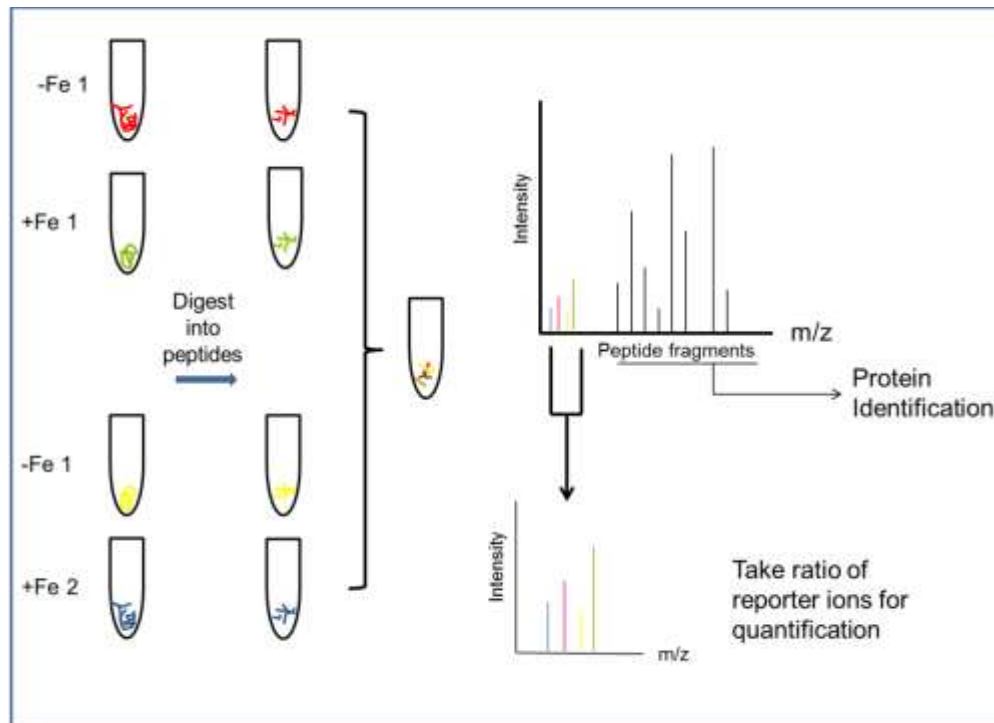 -Fe 1
+Fe 1
Digest
into
peptides
-Fe 1
+Fe 2
Intensity
m/z
Peptide fragments
Protein
Identification
Intensity
m/z
Take ratio of
reporter ions for
quantification